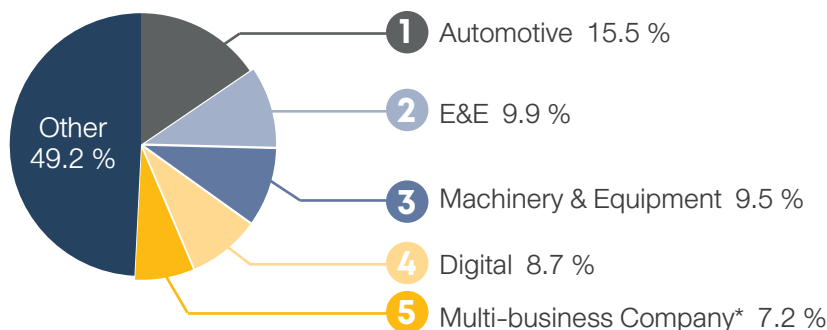 Other
49.2 %
1 Automotive 15.5 %
2 E&E 9.9 %
3 Machinery & Equipment 9.5 %
4 Digital 8.7 %
5 Multi-business Company* 7.2 %